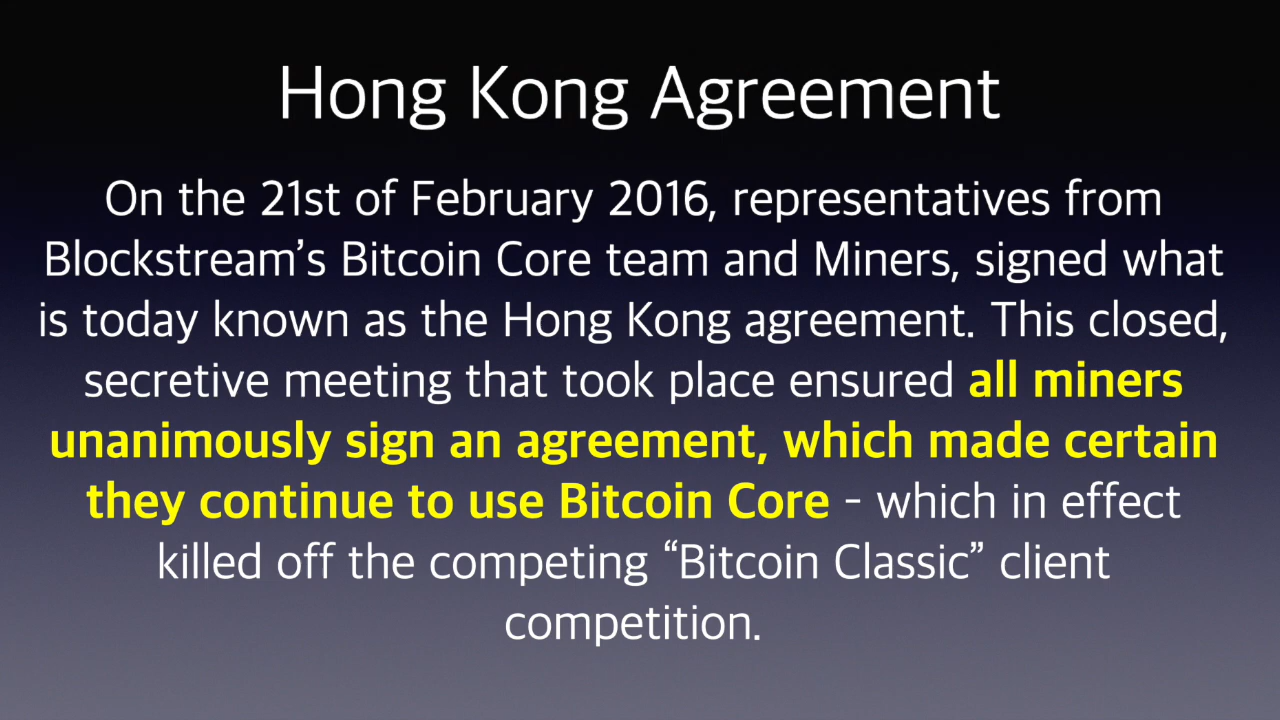 Hong Kong Agreement
On the 21st of February 2016, representatives from
Blockstream’s Bitcoin Core team and Miners, signed what
is today known as the Hong Kong agreement. This closed,
secretive meeting that took place ensured all miners
unanimously sign an agreement, which made certain
they continue to use Bitcoin Core - which in effect
killed off the competing “Bitcoin Classic” client
competition.